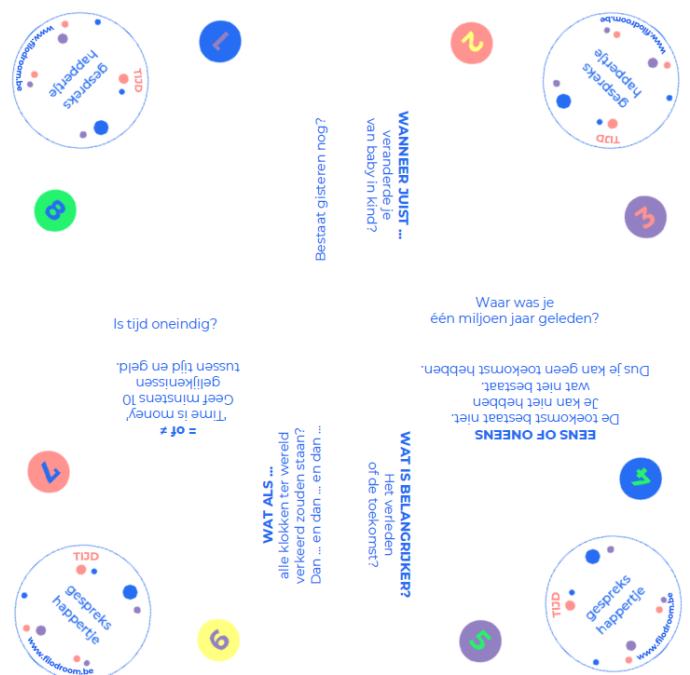 www.filodroom.be
gespreks
happertje
TIJD
1
2
www.filodroom.be
gespreks
happertje
TIJD
8
Bestaat gisteren nog?
WANNEER JUIST ...
veranderde je
van baby in kind?
3
Is tijd oneindig?
Waar was je
één miljoen jaar geleden?
= of ≠
'Time is money'
Geef minstens 10
gelijkenissen
tussen tijd en geld.
EENS OF ONEENS
De toekomst bestaat niet.
Je kan niet hebben
wat niet bestaat.
Dus je kan geen toekomst hebben.
7
WAT ALS ...
alle klokken ter wereld
verkeerd zouden staan?
Dan ... en dan ... en dan ...
WAT IS BELANGRIJKER?
Het verleden
of de toekomst?
4
TIJD
gespreks
happertje
www.filodroom.be
6
5
TIJD
gespreks
happertje
www.filodroom.be